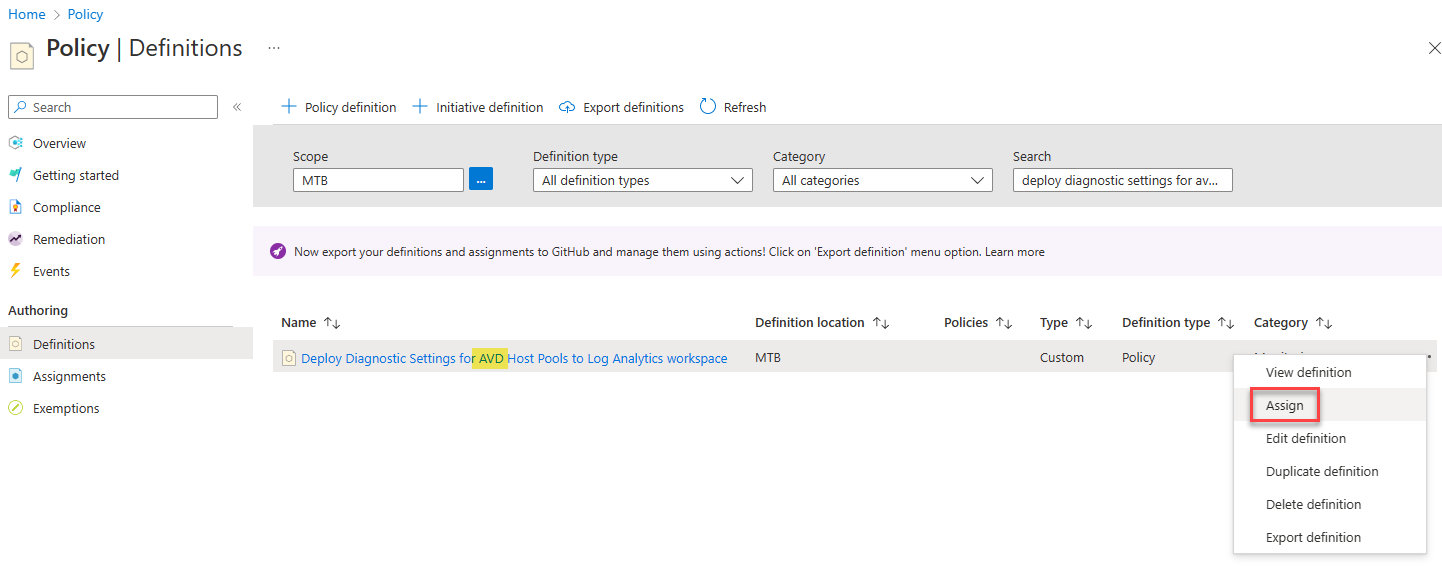 Home > Policy
Policy | Definitions ...
Search «
Overview
Getting started
Compliance
Remediation
Events
Authoring
Definitions
Assignments
Exemptions
Policy definition Initiative definition Export definitions Refresh
Scope Definition type Category Search
MTB ... All definition types All categories deploy diagnostic settings for av...
Now export your definitions and assignments to GitHub and manage them using actions! Click on 'Export definition' menu option. Learn more
Name Definition location Policies Type Definition type Category
Deploy Diagnostic Settings for AVD Host Pools to Log Analytics workspace MTB Custom Policy
View definition
Assign
Edit definition
Duplicate definition
Delete definition
Export definition